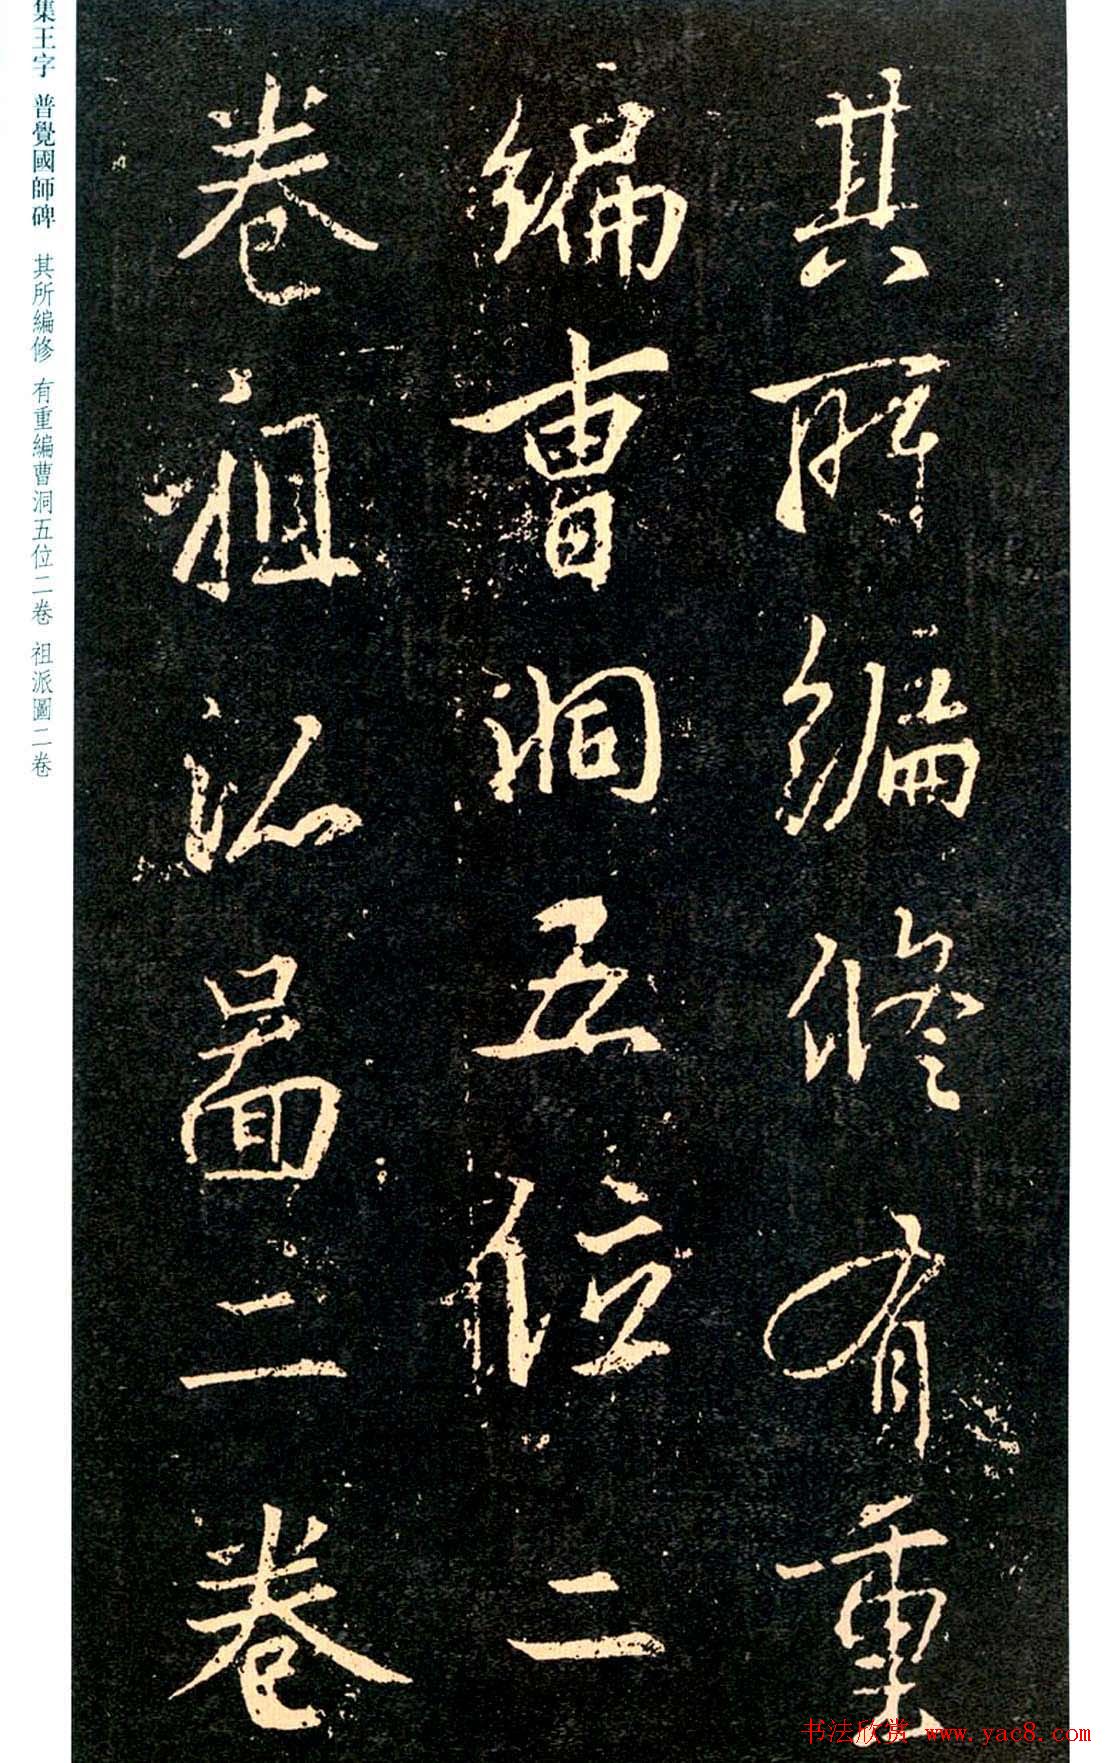 其所編修有重
編曹洞五位二
卷祖派圖二卷
集王字 普覺國師碑 其所編修 有重編曹洞五位二卷 祖派圖二卷
书法欣赏 www.yac8.com